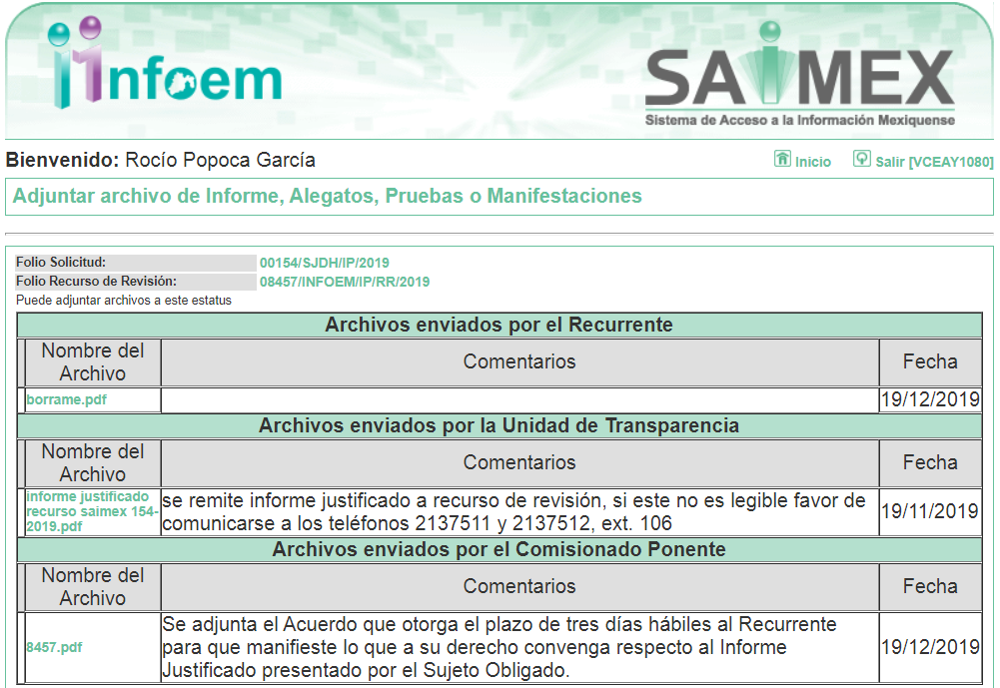 infoem
SAIMEX
Sistema de Acceso a la Información Mexiquense
Bienvenido: Rocío Popoca García
Inicio
Salir [VCEAY1080]
Adjuntar archivo de Informe, Alegatos, Pruebas o Manifestaciones
Folio Solicitud: 00154/SJDH/IP/2019
Folio Recurso de Revisión: 08457/INFOEM/IP/RR/2019
Puede adjuntar archivos a este estatus
Archivos enviados por el Recurrente
Nombre del
Archivo
Comentarios
Fecha
borrame.pdf
19/12/2019
Archivos enviados por la Unidad de Transparencia
Nombre del
Archivo
Comentarios
Fecha
informe justificado
recurso saimex 154-
2019.pdf
se remite informe justificado a recurso de revisión, si este no es legible favor de
comunicarse a los teléfonos 2137511 y 2137512, ext. 106
19/11/2019
Archivos enviados por el Comisionado Ponente
Nombre del
Archivo
Comentarios
Fecha
8457.pdf
Se adjunta el Acuerdo que otorga el plazo de tres días hábiles al Recurrente
para que manifieste lo que a su derecho convenga respecto al Informe
Justificado presentado por el Sujeto Obligado.
19/12/2019